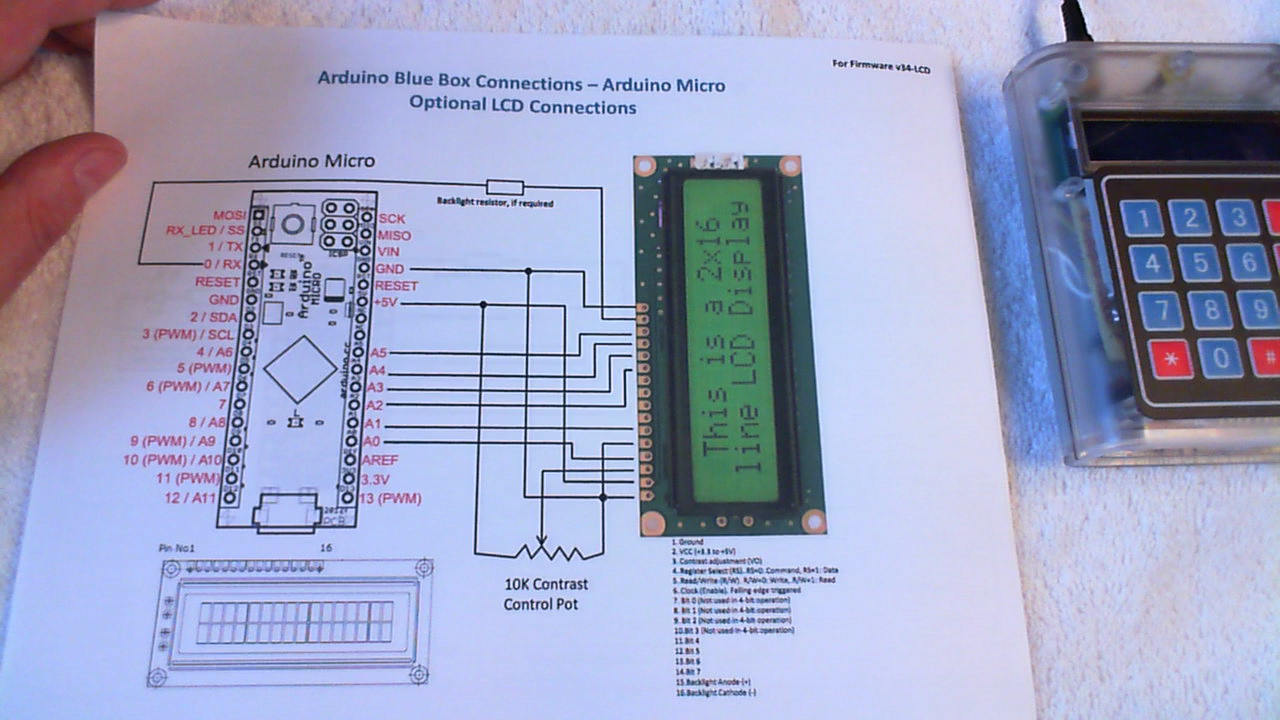 For Firmware v34-LCD
Arduino Blue Box Connections – Arduino Micro
Optional LCD Connections
Arduino Micro
Backlight resistor, if required
MOSI
RX_LED / SS
1 / TX
0 / RX
RESET
GND
2 / SDA
3 (PWM) / SCL
4 / A6
5 (PWM)
6 (PWM) / A7
7
8 / A8
9 (PWM) / A9
10 (PWM) / A10
11 (PWM)
12 / A11
RESET
ICSP
Arduino
MICRO
arduino.cc
L
SCK
MISO
VIN
GND
RESET
+5V
A5
A4
A3
A2
A1
A0
AREF
3.3V
13 (PWM)
This is a 2x16
line LCD Display
1
2
3
4
5
6
7
8
9
*
0
#
Pin No1
16
10K Contrast
Control Pot
1. Ground
2. VCC (+3.3 to +5V)
3. Contrast adjustment (VO)
4. Register Select (RS). RS=0: Command, RS=1: Data
5. Read/Write (R/W). R/W=0: Write, R/W=1: Read
6. Clock (Enable). Falling edge triggered
7. Bit 0 (Not used in 4-bit operation)
8. Bit 1 (Not used in 4-bit operation)
9. Bit 2 (Not used in 4-bit operation)
10.Bit 3 (Not used in 4-bit operation)
11.Bit 4
12.Bit 5
13.Bit 6
14.Bit 7
15.Backlight Anode (+)
16.Backlight Cathode (-)